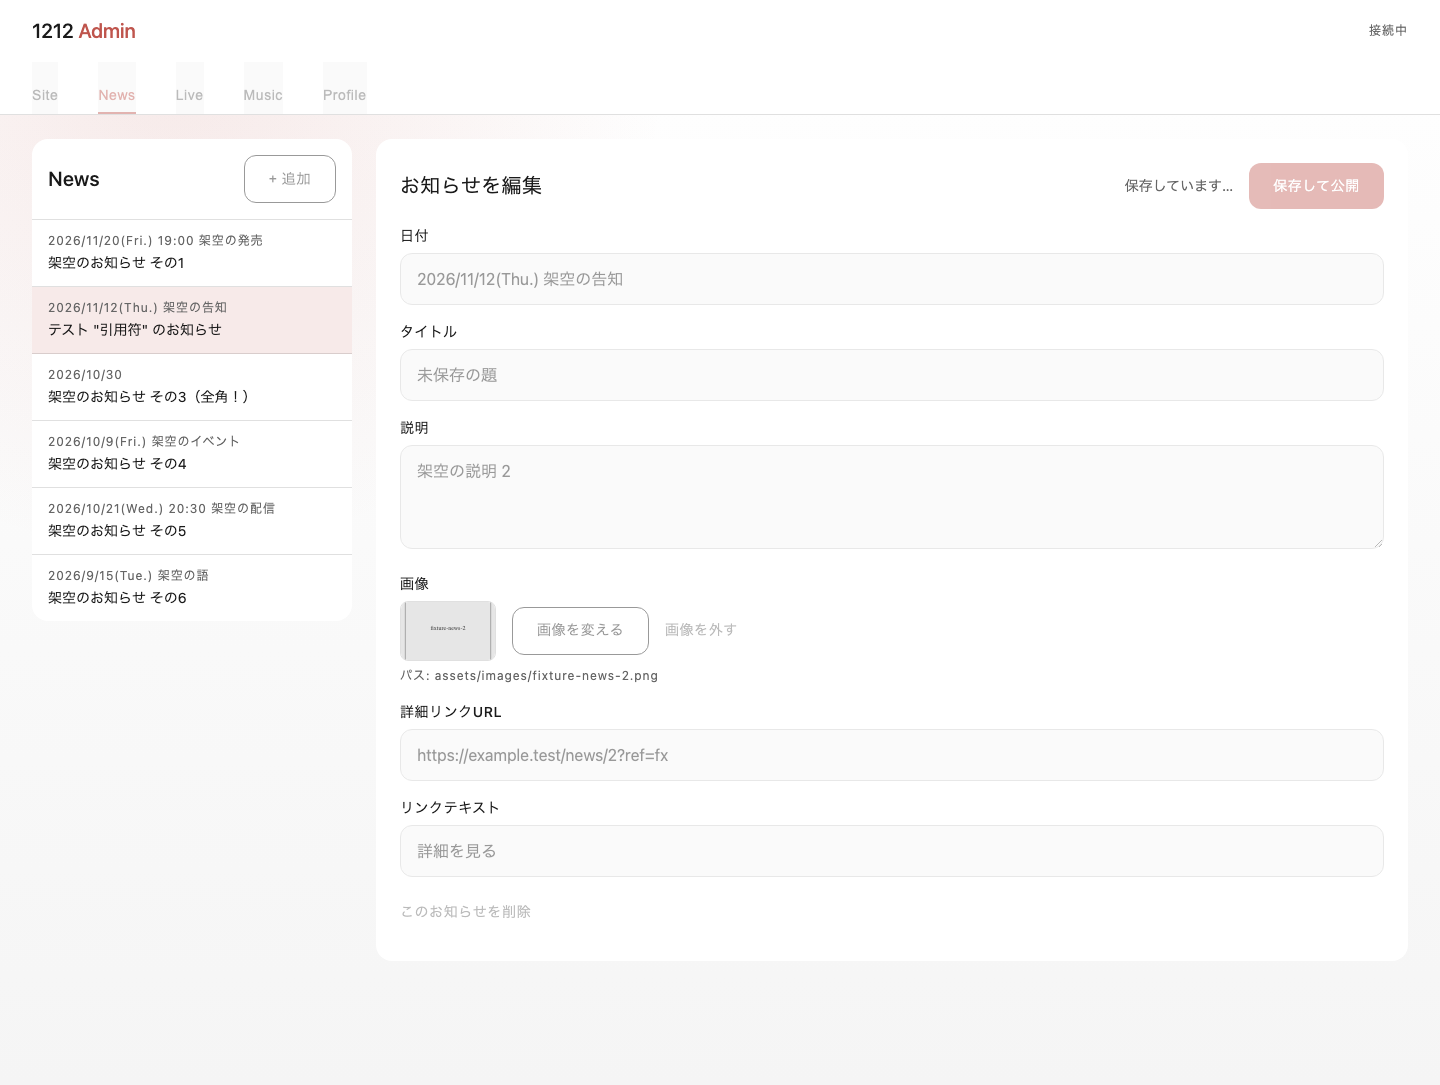 1212 Admin
接続中
Site
News
Live
Music
Profile
News
+ 追加
2026/11/20(Fri.) 19:00 架空の発売
架空のお知らせ その1
2026/11/12(Thu.) 架空の告知
テスト "引用符" のお知らせ
2026/10/30
架空のお知らせ その3（全角！）
2026/10/9(Fri.) 架空のイベント
架空のお知らせ その4
2026/10/21(Wed.) 20:30 架空の配信
架空のお知らせ その5
2026/9/15(Tue.) 架空の語
架空のお知らせ その6
お知らせを編集
保存しています…
保存して公開
日付
2026/11/12(Thu.) 架空の告知
タイトル
未保存の題
説明
架空の説明 2
画像
fixture-news-2
画像を変える
画像を外す
パス: assets/images/fixture-news-2.png
詳細リンクURL
https://example.test/news/2?ref=fx
リンクテキスト
詳細を見る
このお知らせを削除